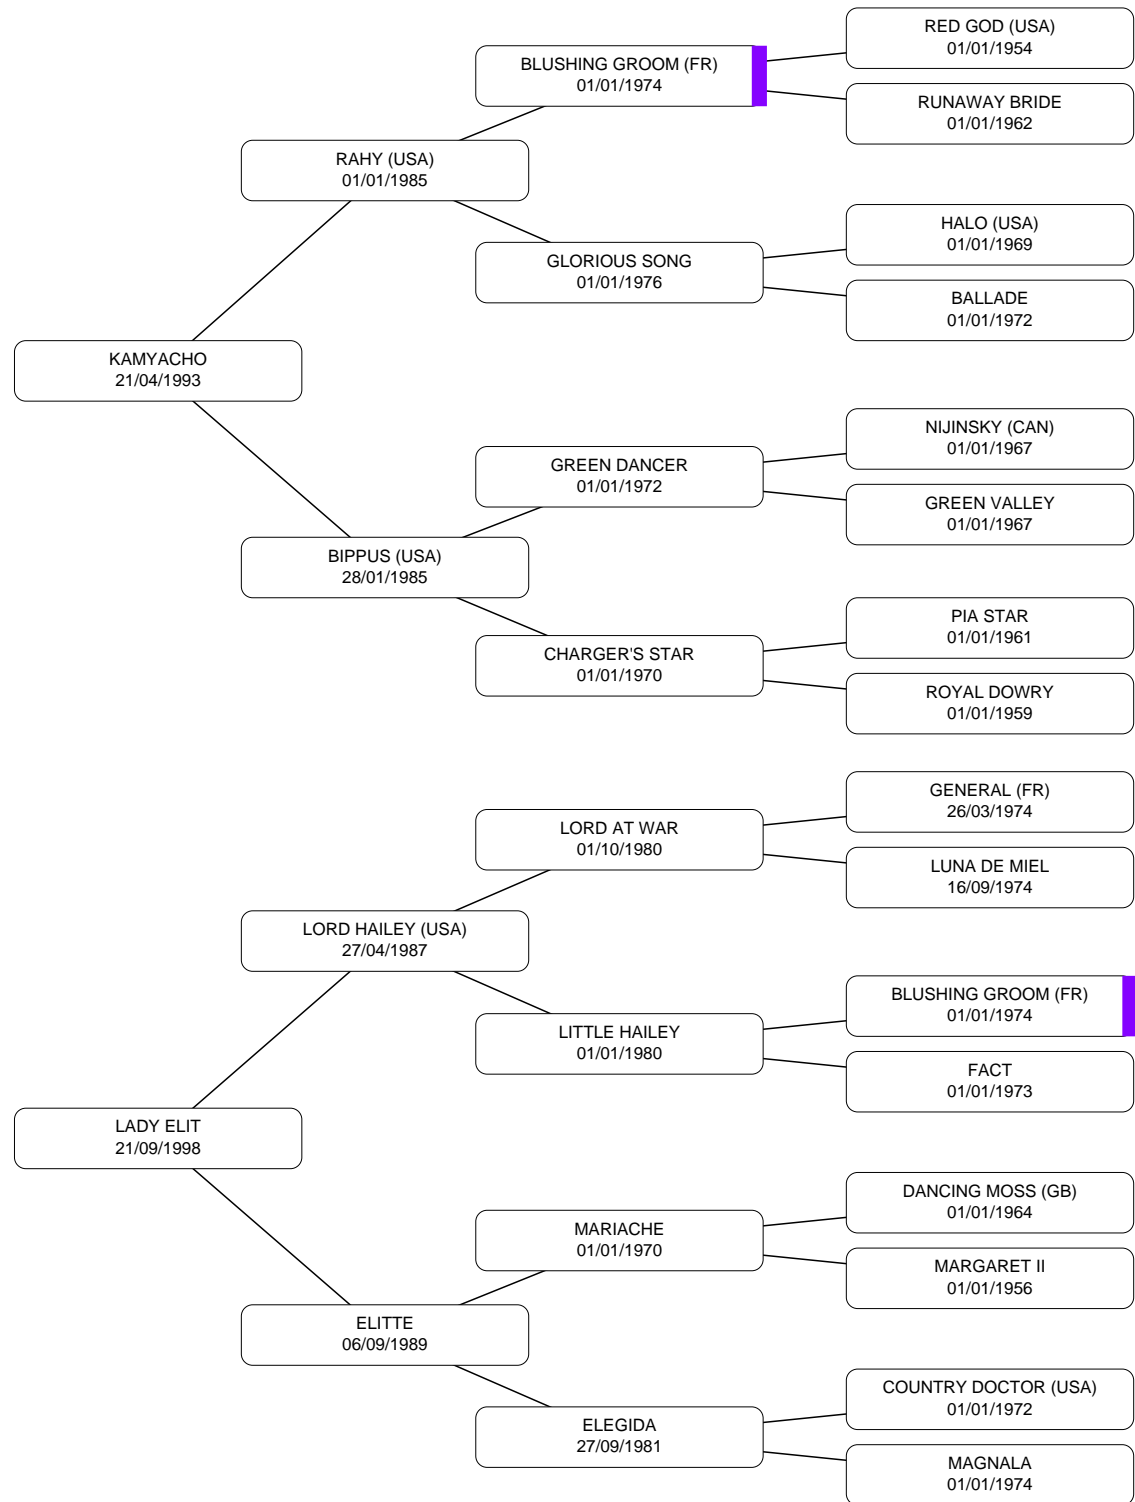 RED GOD (USA)
01/01/1954
BLUSHING GROOM (FR)
01/01/1974
RUNAWAY BRIDE
01/01/1962
RAHY (USA)
01/01/1985
HALO (USA)
01/01/1969
GLORIOUS SONG
01/01/1976
BALLADE
01/01/1972
KAMYACHO
21/04/1993
NIJINSKY (CAN)
01/01/1967
GREEN DANCER
01/01/1972
GREEN VALLEY
01/01/1967
BIPPUS (USA)
28/01/1985
PIA STAR
01/01/1961
CHARGER'S STAR
01/01/1970
ROYAL DOWRY
01/01/1959
GENERAL (FR)
26/03/1974
LORD AT WAR
01/10/1980
LUNA DE MIEL
16/09/1974
LORD HAILEY (USA)
27/04/1987
BLUSHING GROOM (FR)
01/01/1974
LITTLE HAILEY
01/01/1980
FACT
01/01/1973
LADY ELIT
21/09/1998
DANCING MOSS (GB)
01/01/1964
MARIACHE
01/01/1970
MARGARET II
01/01/1956
ELITTE
06/09/1989
COUNTRY DOCTOR (USA)
01/01/1972
ELEGIDA
27/09/1981
MAGNALA
01/01/1974